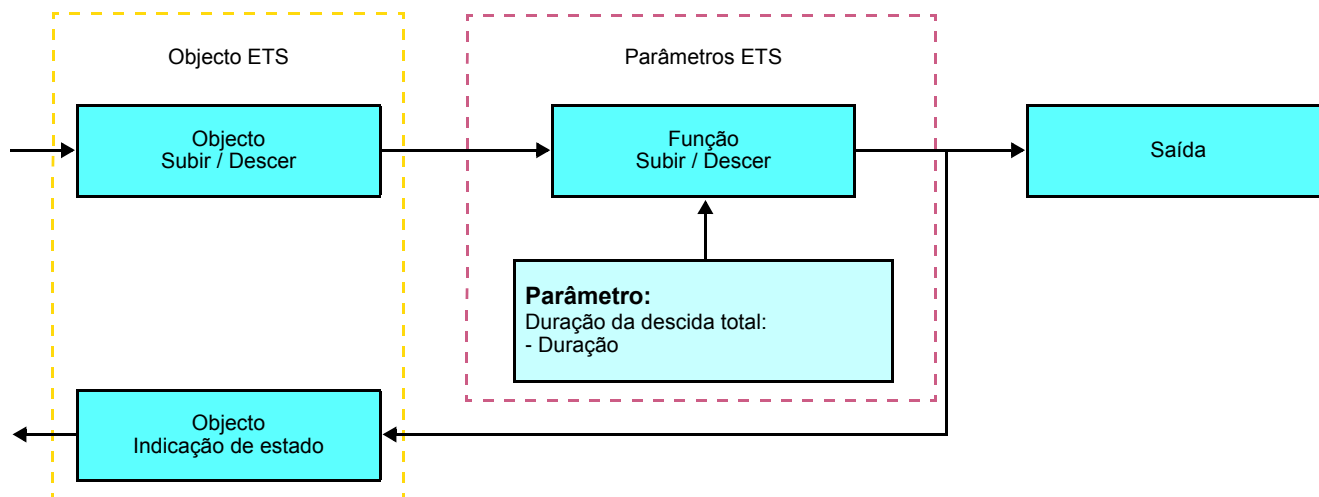 Objecto ETS
Parâmetros ETS
Objecto
Subir / Descer
Função
Subir / Descer
Saída
Parâmetro:
Duração da descida total:
- Duração
Objecto
Indicação de estado